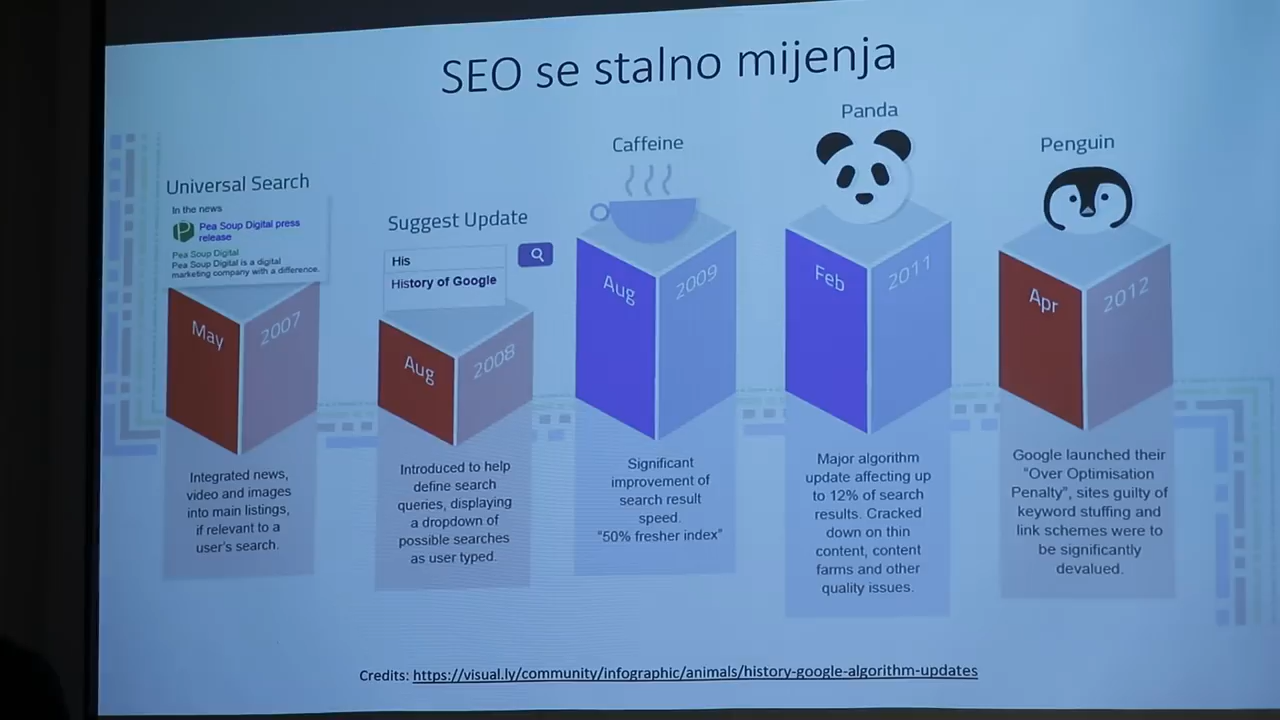 SEO se stalno mijenja
Universal Search
In the news
Pea Soup Digital press
release
Pea Soup Digital
Pea Soup Digital is a digital
marketing company with a difference.
May
2007
Integrated news,
video and images
into main listings,
if relevant to a
user's search.
Suggest Update
His
History of Google
Aug
2008
Introduced to help
define search
queries, displaying
a dropdown of
possible searches
as user typed.
Caffeine
Aug
2009
Significant
improvement of
search result
speed.
"50% fresher index"
Panda
Feb
2011
Major algorithm
update affecting up
to 12% of search
results. Cracked
down on thin
content, content
farms and other
quality issues.
Penguin
Apr
2012
Google launched their
"Over Optimisation
Penalty", sites guilty of
keyword stuffing and
link schemes were to
be significantly
devalued.
Credits: https://visual.ly/community/infographic/animals/history-google-algorithm-updates